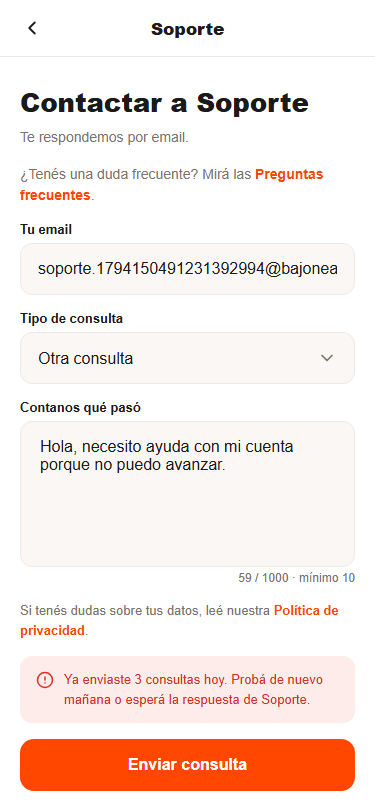 Soporte
Contactar a Soporte
Te respondemos por email.
¿Tenés una duda frecuente? Mirá las Preguntas
frecuentes.
Tu email
soporte.1794150491231392994@bajonea
Tipo de consulta
Otra consulta
Contanos qué pasó
Hola, necesito ayuda con mi cuenta
porque no puedo avanzar.
59 / 1000 · mínimo 10
Si tenés dudas sobre tus datos, leé nuestra Política de
privacidad.
Ya enviaste 3 consultas hoy. Probá de nuevo
mañana o esperá la respuesta de Soporte.
Enviar consulta